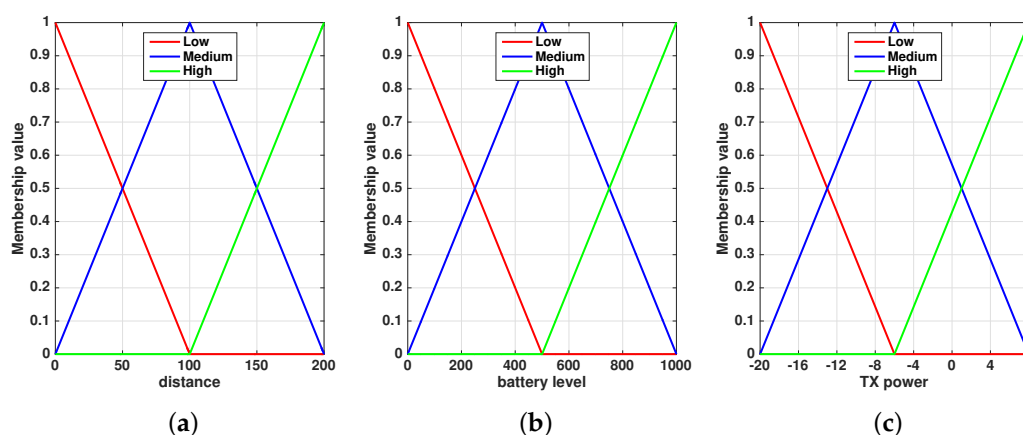 Membership value
1
0.9
0.8
0.7
0.6
0.5
0.4
0.3
0.2
0.1
0
Low
Medium
High
0 50 100 150 200
distance
(a)
Membership value
1
0.9
0.8
0.7
0.6
0.5
0.4
0.3
0.2
0.1
0
Low
Medium
High
0 200 400 600 800 1000
battery level
(b)
Membership value
1
0.9
0.8
0.7
0.6
0.5
0.4
0.3
0.2
0.1
0
Low
Medium
High
-20 -16 -12 -8 -4 0 4
TX power
(c)